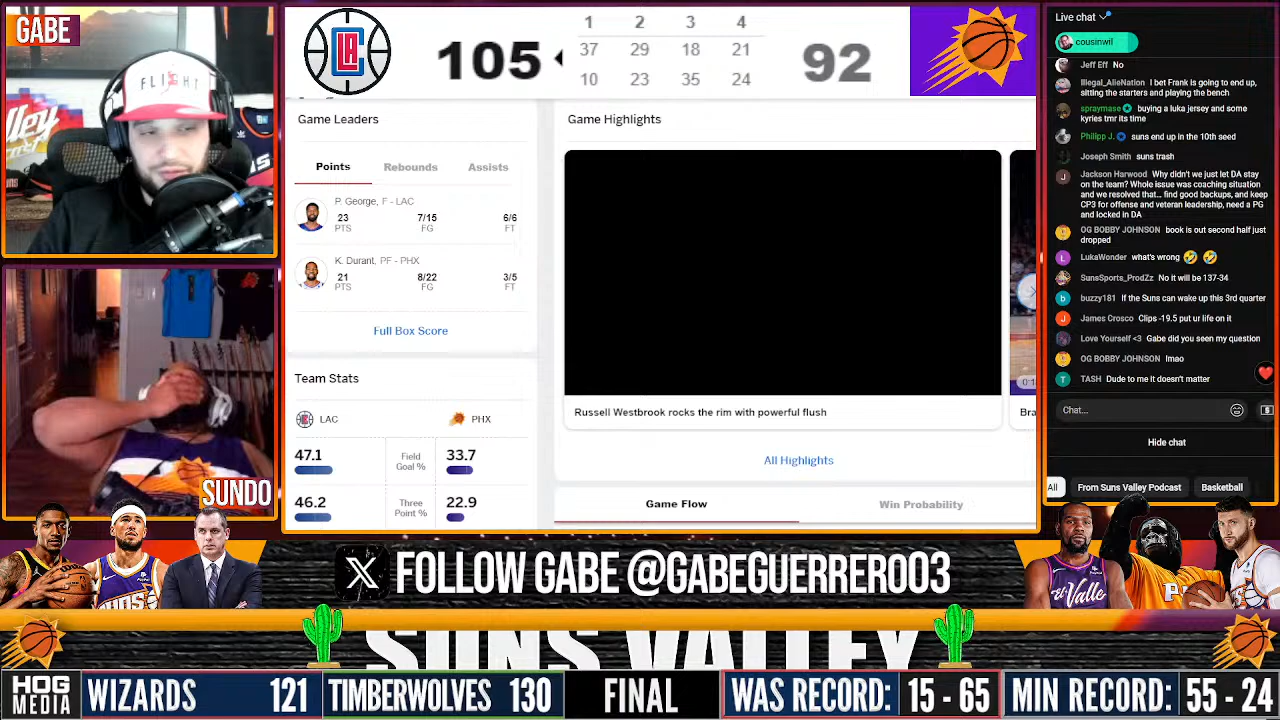 GABE
FLIGHT
SUNDO
LA
105
1 2 3 4
37 29 18 21
10 23 35 24
92
Game Leaders
Points Rebounds Assists
P. George, F - LAC
23 7/15 6/6
PTS FG FT
K. Durant, PF - PHX
21 8/22 3/5
PTS FG FT
Full Box Score
Team Stats
LAC PHX
47.1 Field Goal % 33.7
46.2 Three Point % 22.9
Game Highlights
Russell Westbrook rocks the rim with powerful flush
Bra
All Highlights
Game Flow Win Probability
Live chat
cousinwil
Jeff Eff No
Illegal_AlieNation I bet Frank is going to end up,
sitting the starters and playing the bench
spraymase buying a luka jersey and some
kyries tmr its time
Philipp J. suns end up in the 10th seed
Joseph Smith suns trash
Jackson Harwood Why didn't we just let DA stay
on the team? Whole issue was coaching situation
and we resolved that... find good backups, and keep
CP3 for offense and veteran leadership, need a PG
and locked in DA
OG BOBBY JOHNSON book is on second half just
dropped
LukaWonder what's wrong 🤣 🤣
SunsSports_ProdZz No it will be 137-34
buzzy181 If the suns can wake up this 3rd quarter
James Crosco Clips -19.5 put ur life on it
Love Yourself <3 Gabe did you seen my question
OG BOBBY JOHNSON lmao
TASH Dude to me it doesn't matter
Chat...
Hide chat
All From Suns Valley Podcast Basketball
X FOLLOW GABE @GABEGUERRERO03
SUNS VALLEY
HOG MEDIA
WIZARDS 121 TIMBERWOLVES 130 FINAL WAS RECORD: 15 - 65 MIN RECORD: 55 - 24